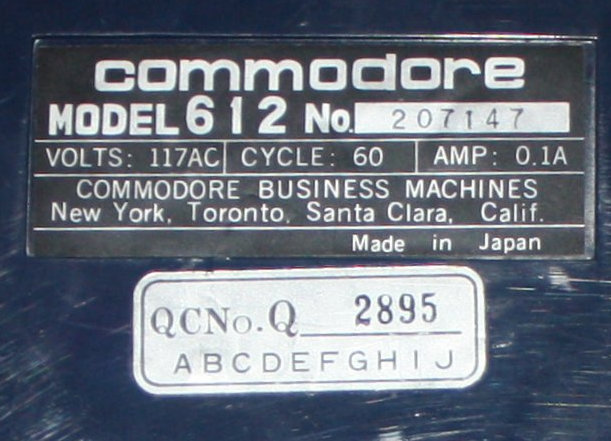 commodore
MODEL 612 No. 207147
VOLTS: 117AC CYCLE: 60 AMP: 0.1A
COMMODORE BUSINESS MACHINES
New York, Toronto, Santa Clara, Calif.
Made in Japan
QCNo. Q 2895
ABCDEFGHIJ